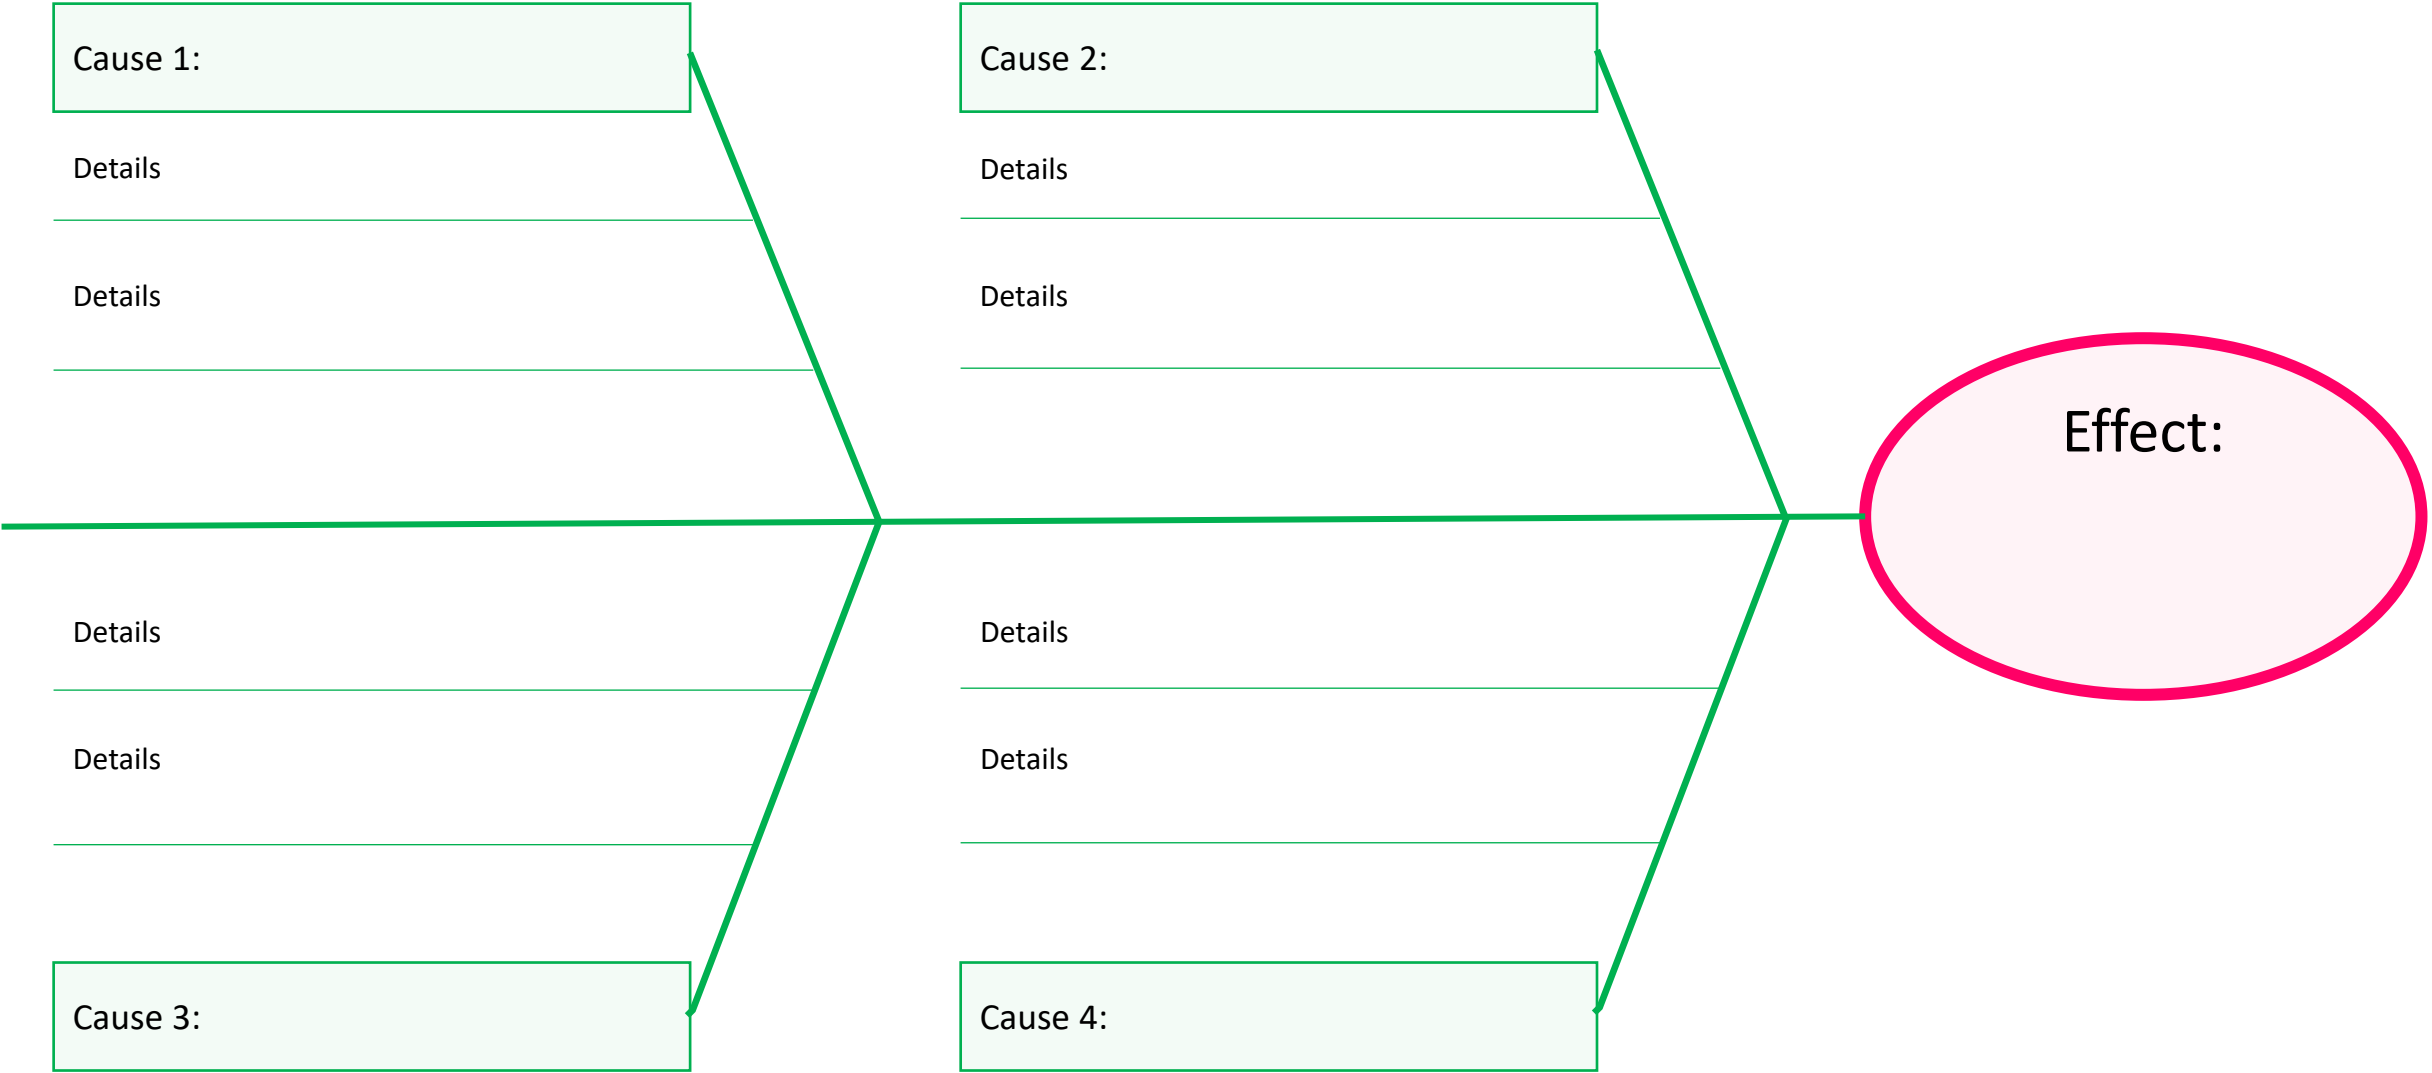 Cause 1:
Details
Details
Cause 2:
Details
Details
Effect:
Details
Details
Cause 3:
Details
Details
Cause 4: